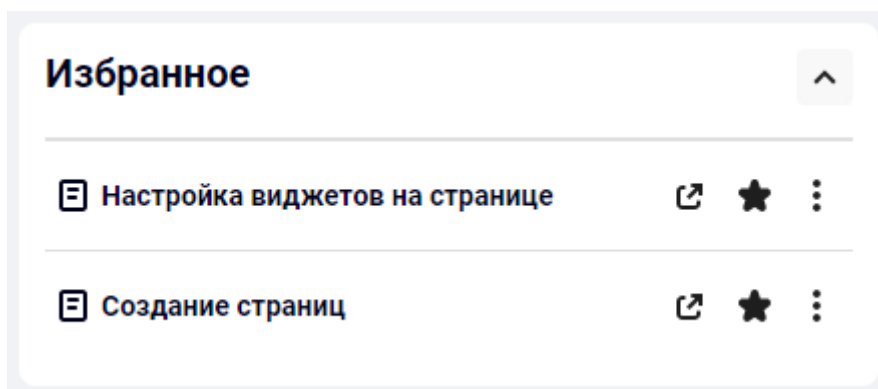 Избранное
Настройка виджетов на странице
Создание страниц